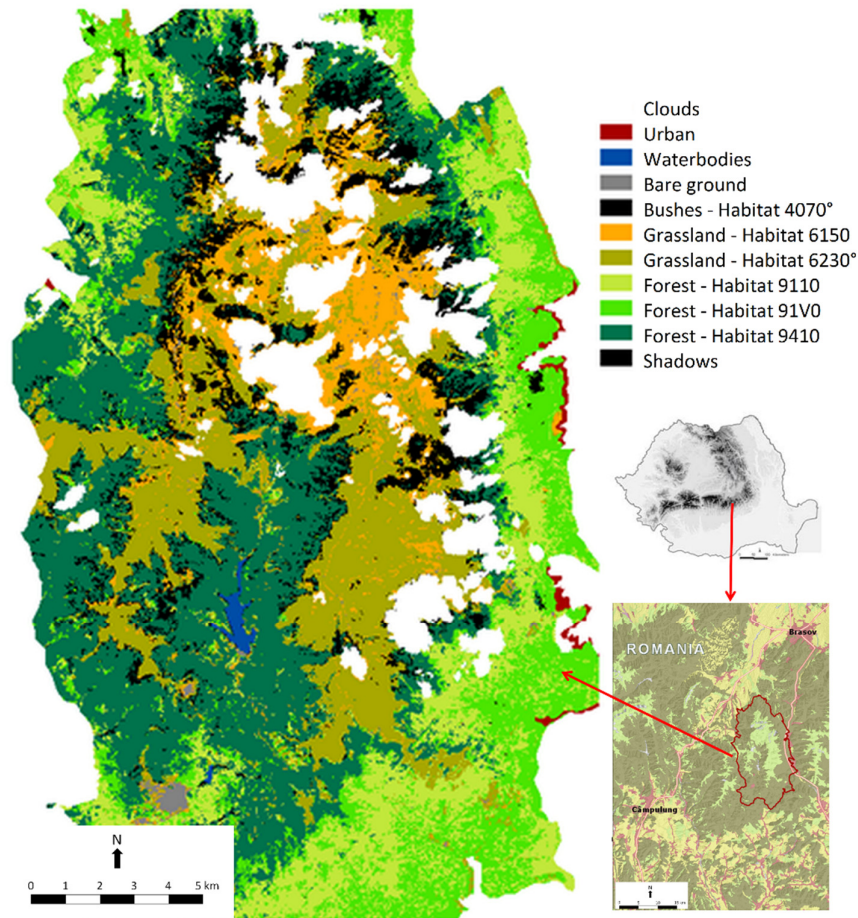 Clouds
Urban
Waterbodies
Bare ground
Bushes - Habitat 4070°
Grassland - Habitat 6150
Grassland - Habitat 6230°
Forest - Habitat 9110
Forest - Habitat 91V0
Forest - Habitat 9410
Shadows
ROMANIA
Brasov
Câmpulung
N
0 1 2 3 4 5 km
N